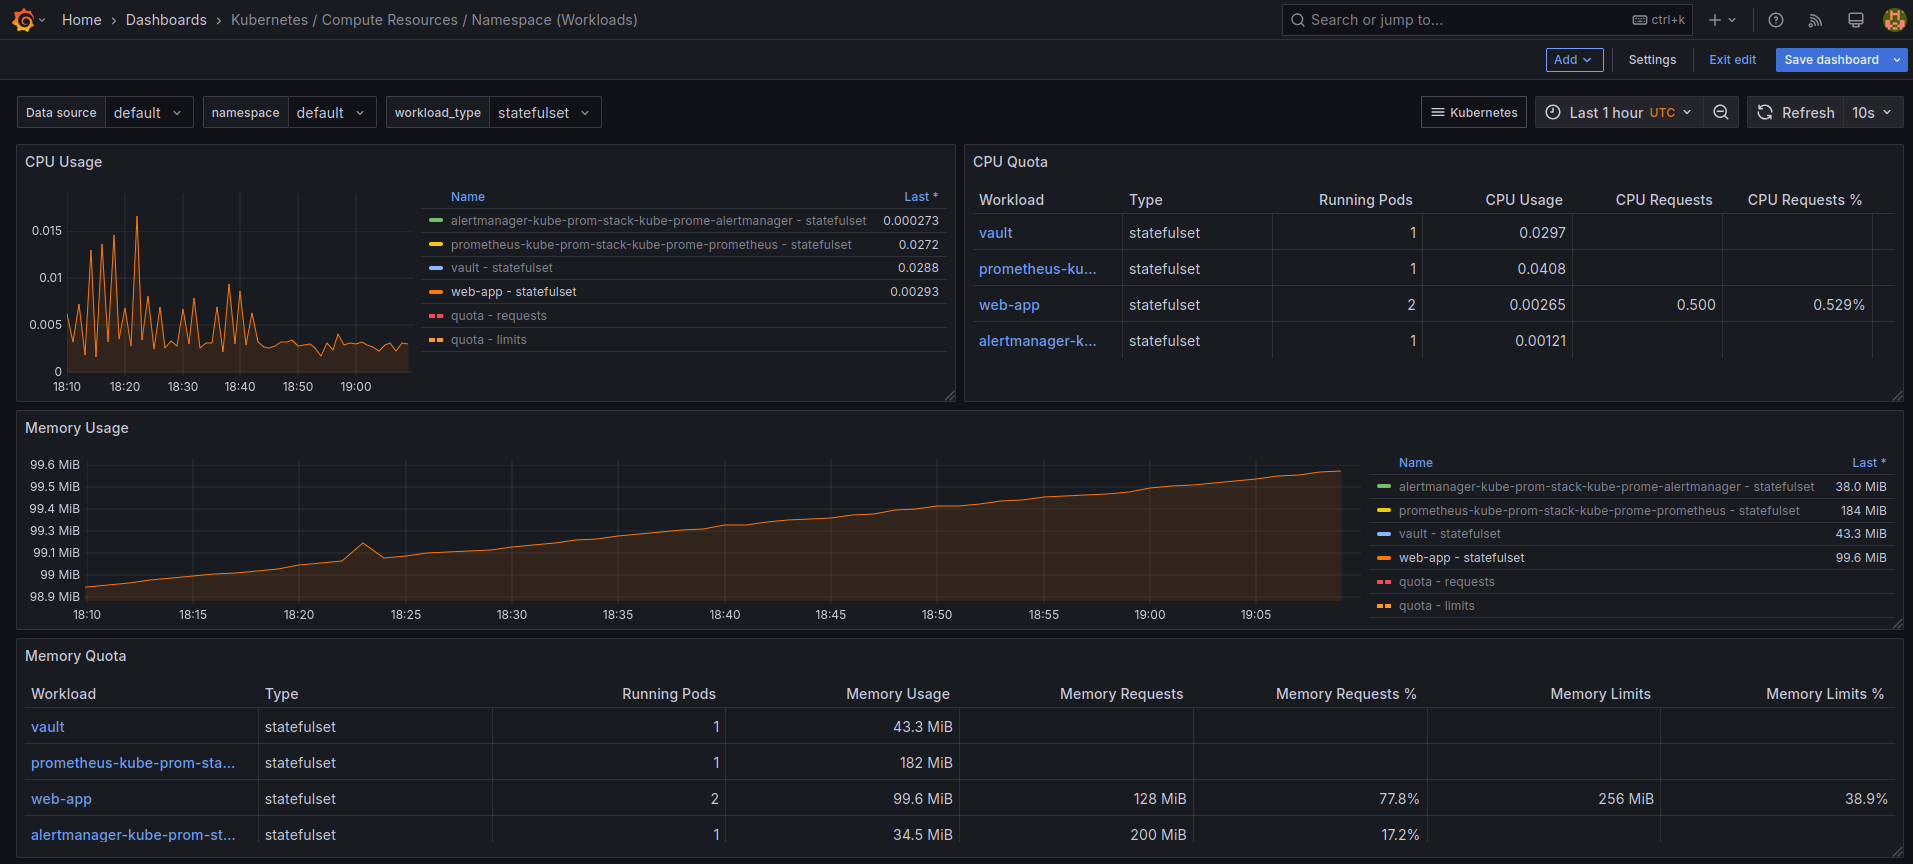 Home › Dashboards › Kubernetes / Compute Resources / Namespace (Workloads)
Search or jump to... ctrl+k
Add Settings Exit edit Save dashboard
Data source default namespace default workload_type statefulset Kubernetes Last 1 hour UTC Refresh 10s
CPU Usage
0.015
0.01
0.005
0
18:10 18:20 18:30 18:40 18:50 19:00
Name Last *
alertmanager-kube-prom-stack-kube-prome-alertmanager - statefulset 0.000273
prometheus-kube-prom-stack-kube-prome-prometheus - statefulset 0.0272
vault - statefulset 0.0288
web-app - statefulset 0.00293
quota - requests
quota - limits
CPU Quota
Workload Type Running Pods CPU Usage CPU Requests CPU Requests %
vault statefulset 1 0.0297
prometheus-ku... statefulset 1 0.0408
web-app statefulset 2 0.00265 0.500 0.529%
alertmanager-k... statefulset 1 0.00121
Memory Usage
99.6 MiB
99.5 MiB
99.4 MiB
99.3 MiB
99.1 MiB
99 MiB
98.9 MiB
18:10 18:15 18:20 18:25 18:30 18:35 18:40 18:45 18:50 18:55 19:00 19:05
Name Last *
alertmanager-kube-prom-stack-kube-prome-alertmanager - statefulset 38.0 MiB
prometheus-kube-prom-stack-kube-prome-prometheus - statefulset 184 MiB
vault - statefulset 43.3 MiB
web-app - statefulset 99.6 MiB
quota - requests
quota - limits
Memory Quota
Workload Type Running Pods Memory Usage Memory Requests Memory Requests % Memory Limits Memory Limits %
vault statefulset 1 43.3 MiB
prometheus-kube-prom-sta... statefulset 1 182 MiB
web-app statefulset 2 99.6 MiB 128 MiB 77.8% 256 MiB 38.9%
alertmanager-kube-prom-st... statefulset 1 34.5 MiB 200 MiB 17.2%